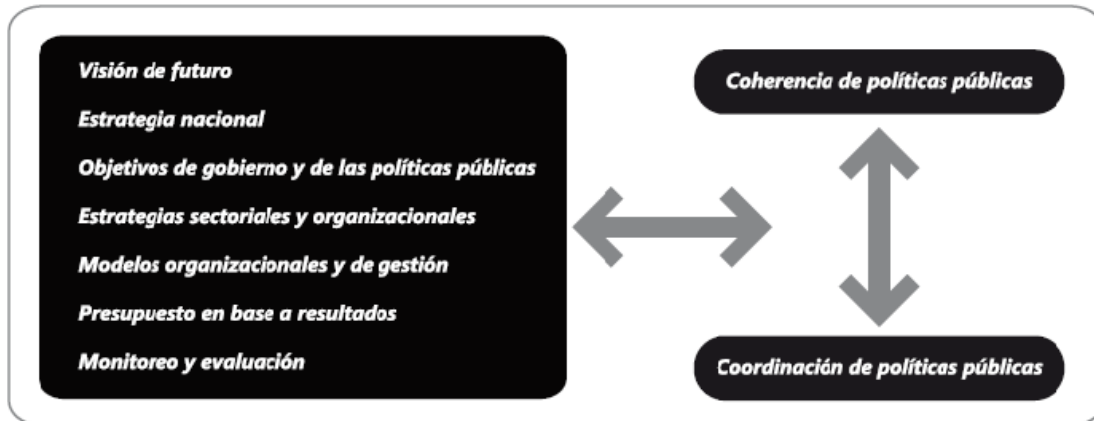 Visión de futuro
Estrategia nacional
Objetivos de gobierno y de las políticas públicas
Estrategias sectoriales y organizacionales
Modelos organizacionales y de gestión
Presupuesto en base a resultados
Monitoreo y evaluación
Coherencia de políticas públicas
Coordinación de políticas públicas